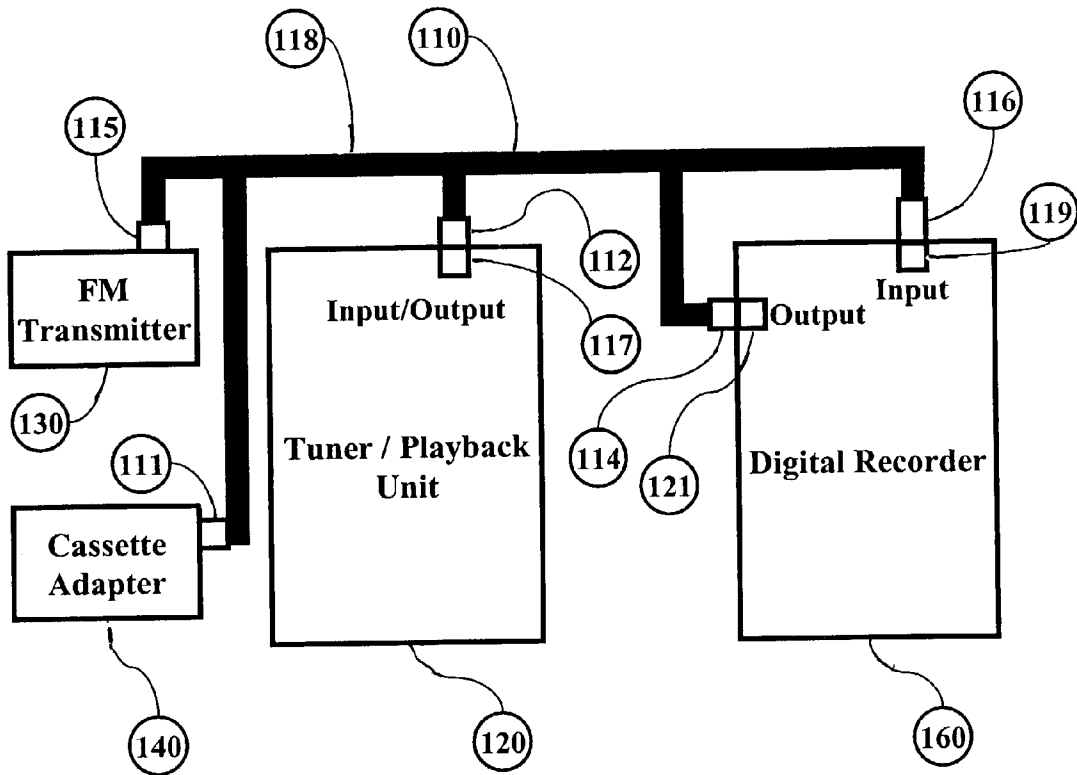 118
110
116
115
119
112
FM
Transmitter
Input/Output
Input
Output
117
130
114
121
111
Tuner / Playback
Unit
Digital Recorder
Cassette
Adapter
140
120
160